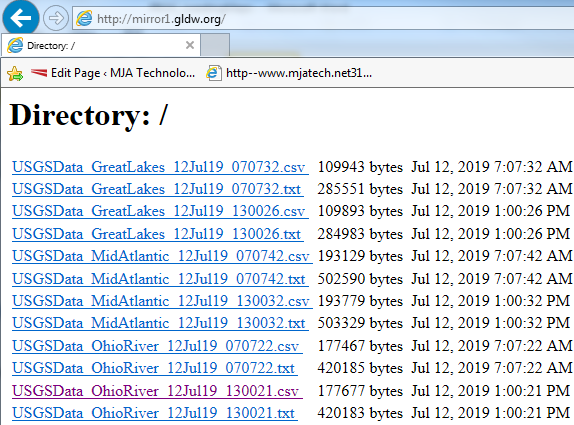 http://mirror1.gldw.org/
Directory: /
Edit Page ‹ MJA Technolo... http--www.mjatech.net31...
Directory: /
USGSData_GreatLakes_12Jul19_070732.csv 109943 bytes Jul 12, 2019 7:07:32 AM
USGSData_GreatLakes_12Jul19_070732.txt 285551 bytes Jul 12, 2019 7:07:32 AM
USGSData_GreatLakes_12Jul19_130026.csv 109893 bytes Jul 12, 2019 1:00:26 PM
USGSData_GreatLakes_12Jul19_130026.txt 284983 bytes Jul 12, 2019 1:00:26 PM
USGSData_MidAtlantic_12Jul19_070742.csv 193129 bytes Jul 12, 2019 7:07:42 AM
USGSData_MidAtlantic_12Jul19_070742.txt 502590 bytes Jul 12, 2019 7:07:42 AM
USGSData_MidAtlantic_12Jul19_130032.csv 193779 bytes Jul 12, 2019 1:00:32 PM
USGSData_MidAtlantic_12Jul19_130032.txt 503329 bytes Jul 12, 2019 1:00:32 PM
USGSData_OhioRiver_12Jul19_070722.csv 177467 bytes Jul 12, 2019 7:07:22 AM
USGSData_OhioRiver_12Jul19_070722.txt 420185 bytes Jul 12, 2019 7:07:22 AM
USGSData_OhioRiver_12Jul19_130021.csv 177677 bytes Jul 12, 2019 1:00:21 PM
USGSData_OhioRiver_12Jul19_130021.txt 420183 bytes Jul 12, 2019 1:00:21 PM